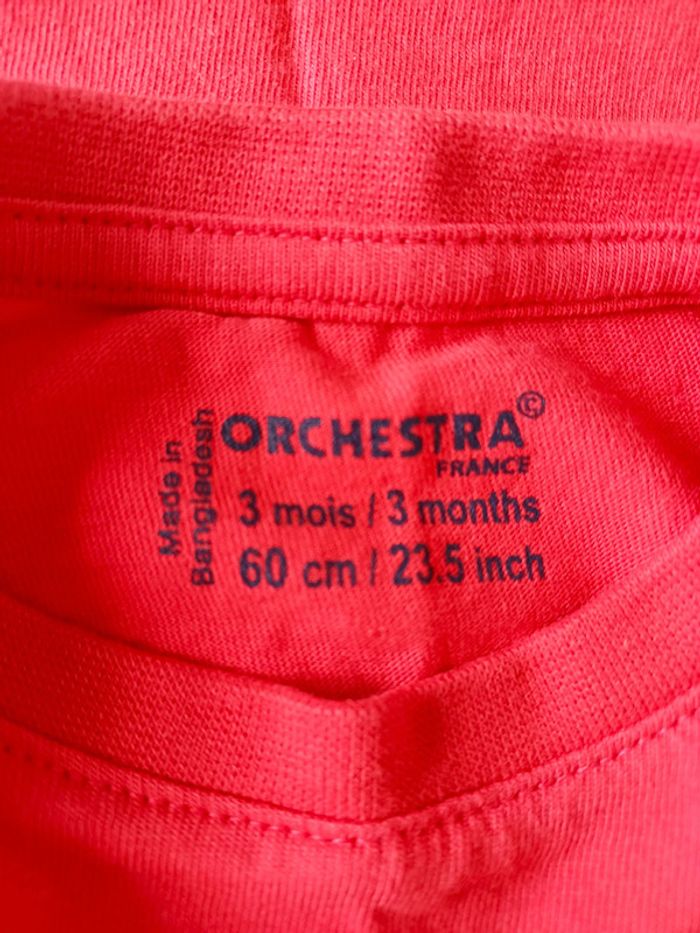 Made in
Bangladesh
ORCHESTRA©
FRANCE
3 mois / 3 months
60 cm / 23.5 inch